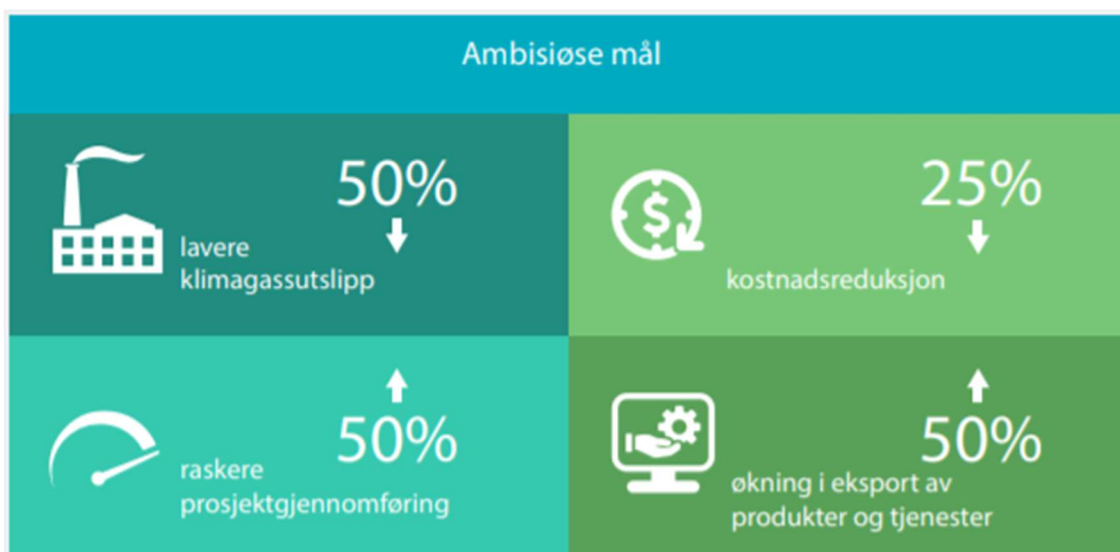 Ambisiøse mål
50%
lavere
klimagassutslipp
25%
kostnadsreduksjon
50%
raskere
prosjektgjennomføring
50%
økning i eksport av
produkter og tjenester